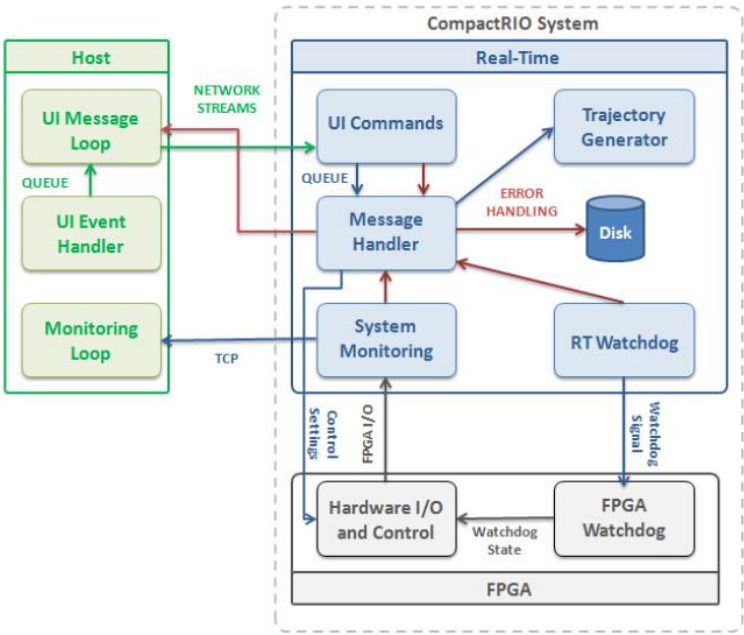 CompactRIO System
Host
Real-Time
NETWORK
STREAMS
UI Message
Loop
UI Commands
Trajectory
Generator
QUEUE
QUEUE
ERROR
HANDLING
UI Event
Handler
Message
Handler
Disk
Monitoring
Loop
TCP
System
Monitoring
RT Watchdog
Control
Settings
FPGA I/O
Watchdog
Signal
Hardware I/O
and Control
Watchdog
State
FPGA
Watchdog
FPGA